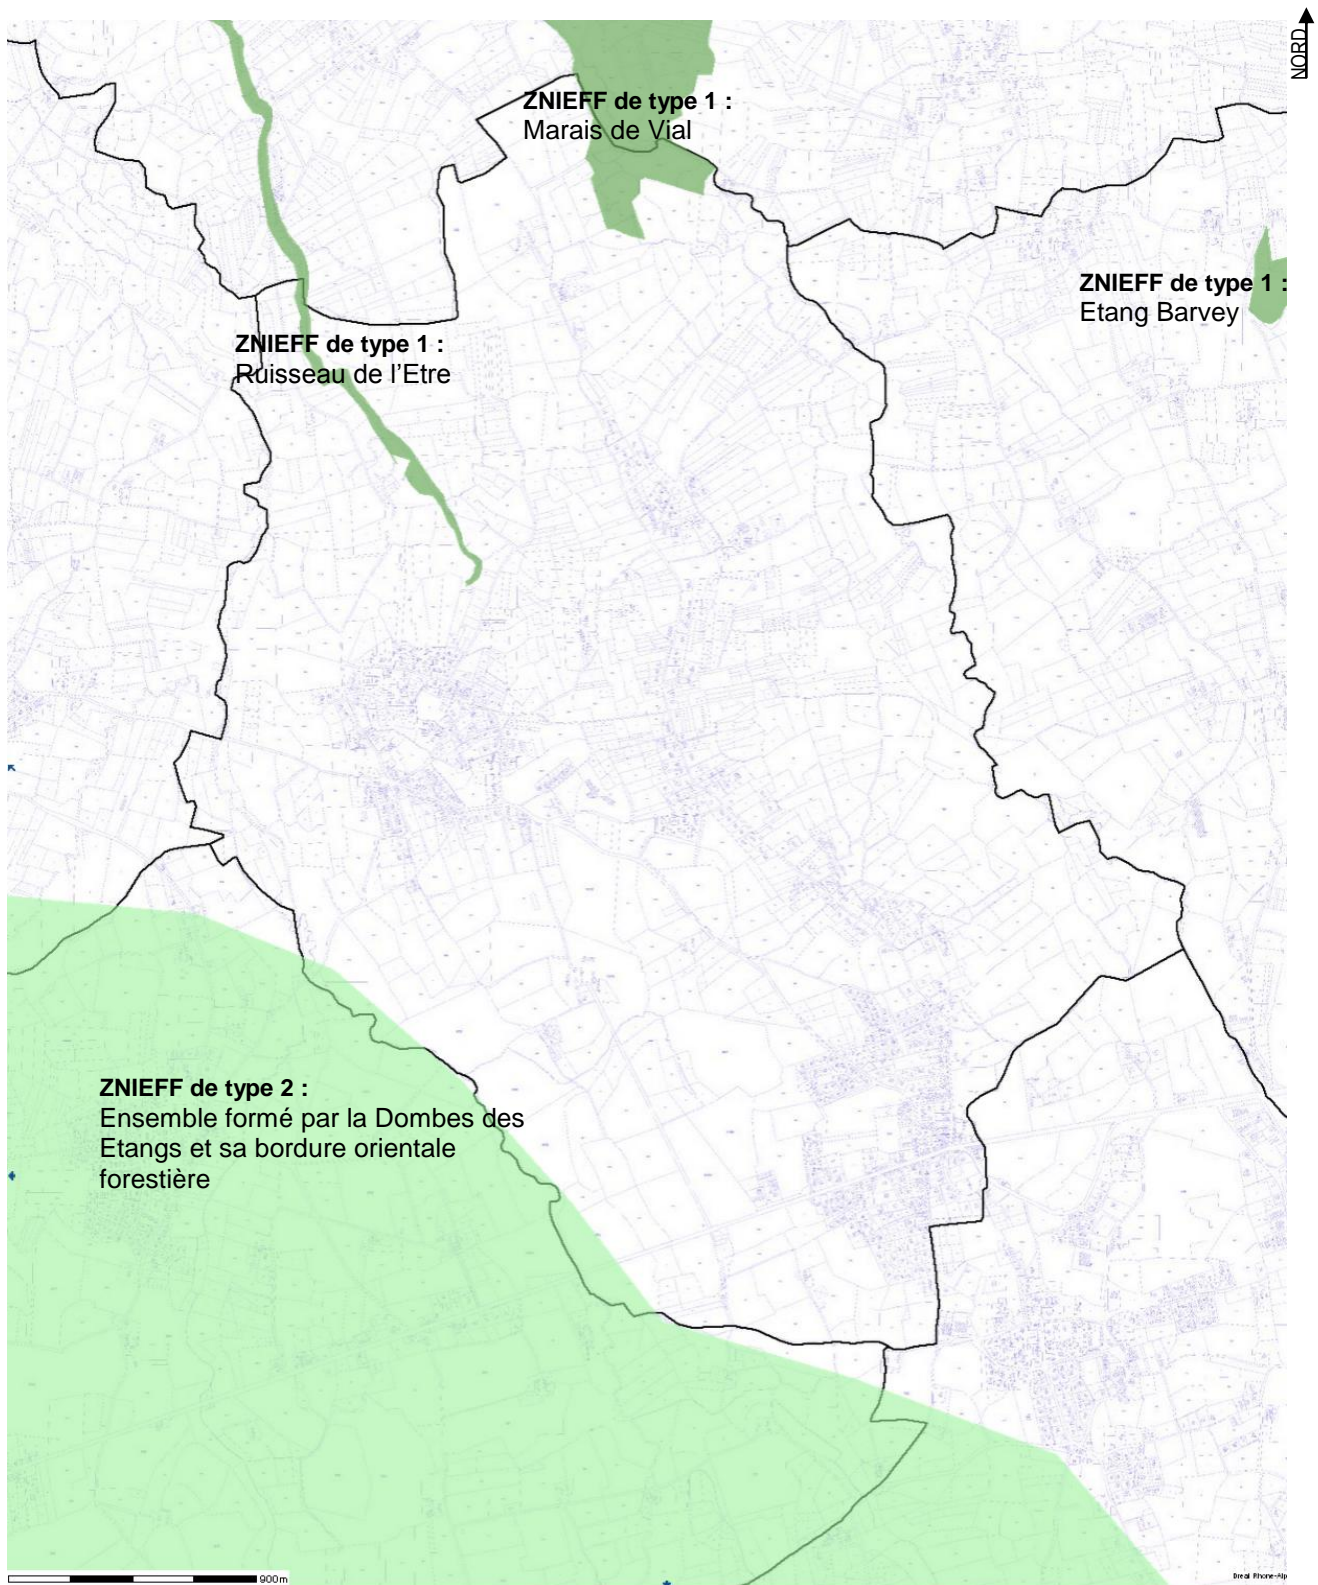 NORD
ZNIEFF de type 1 :
Marais de Vial
ZNIEFF de type 1 :
Etang Barvey
ZNIEFF de type 1 :
Ruisseau de l'Etre
ZNIEFF de type 2 :
Ensemble formé par la Dombes des
Etangs et sa bordure orientale
forestière
900m
Dreal Rhone-Alp